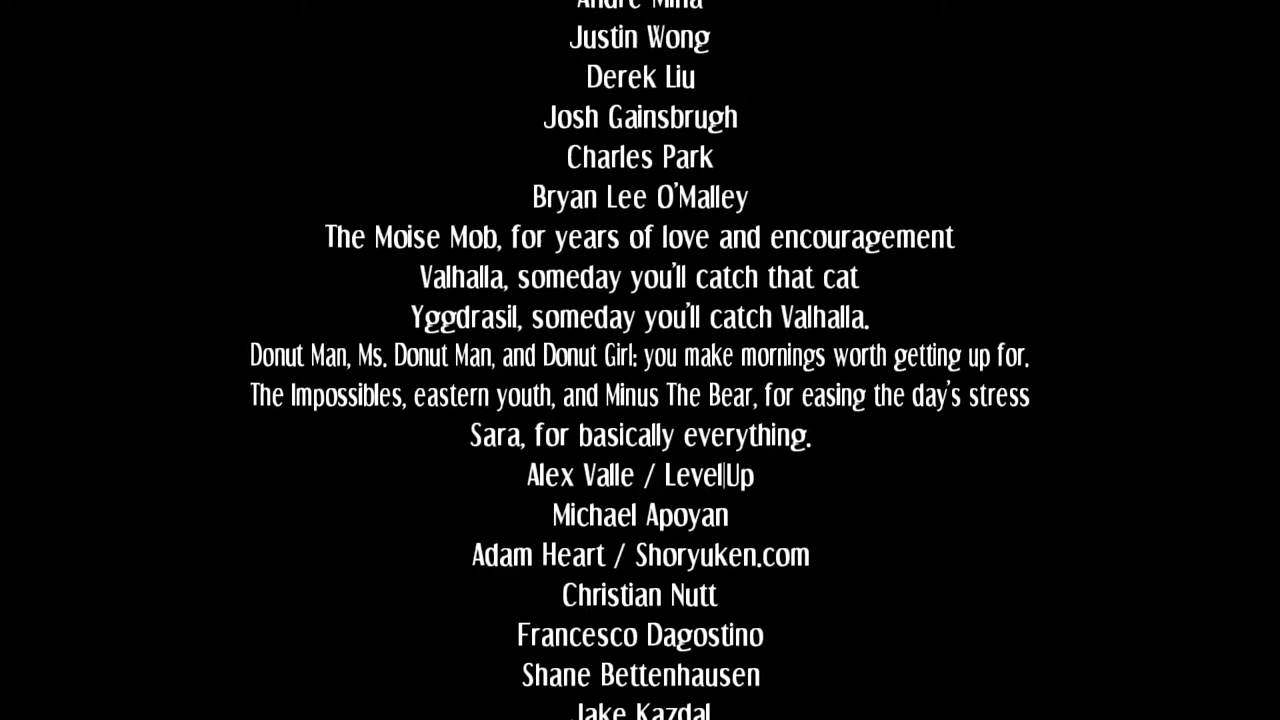 Andre Mina
Justin Wong
Derek Liu
Josh Gainsbrugh
Charles Park
Bryan Lee O'Malley
The Moise Mob, for years of love and encouragement
Valhalla, someday you'll catch that cat
Yggdrasil, someday you'll catch Valhalla.
Donut Man, Ms. Donut Man, and Donut Girl: you make mornings worth getting up for.
The Impossibles, eastern youth, and Minus The Bear, for easing the day's stress
Sara, for basically everything.
Alex Valle / Level|Up
Michael Apoyan
Adam Heart / Shoryuken.com
Christian Nutt
Francesco Dagostino
Shane Bettenhausen
Jake Kazdal